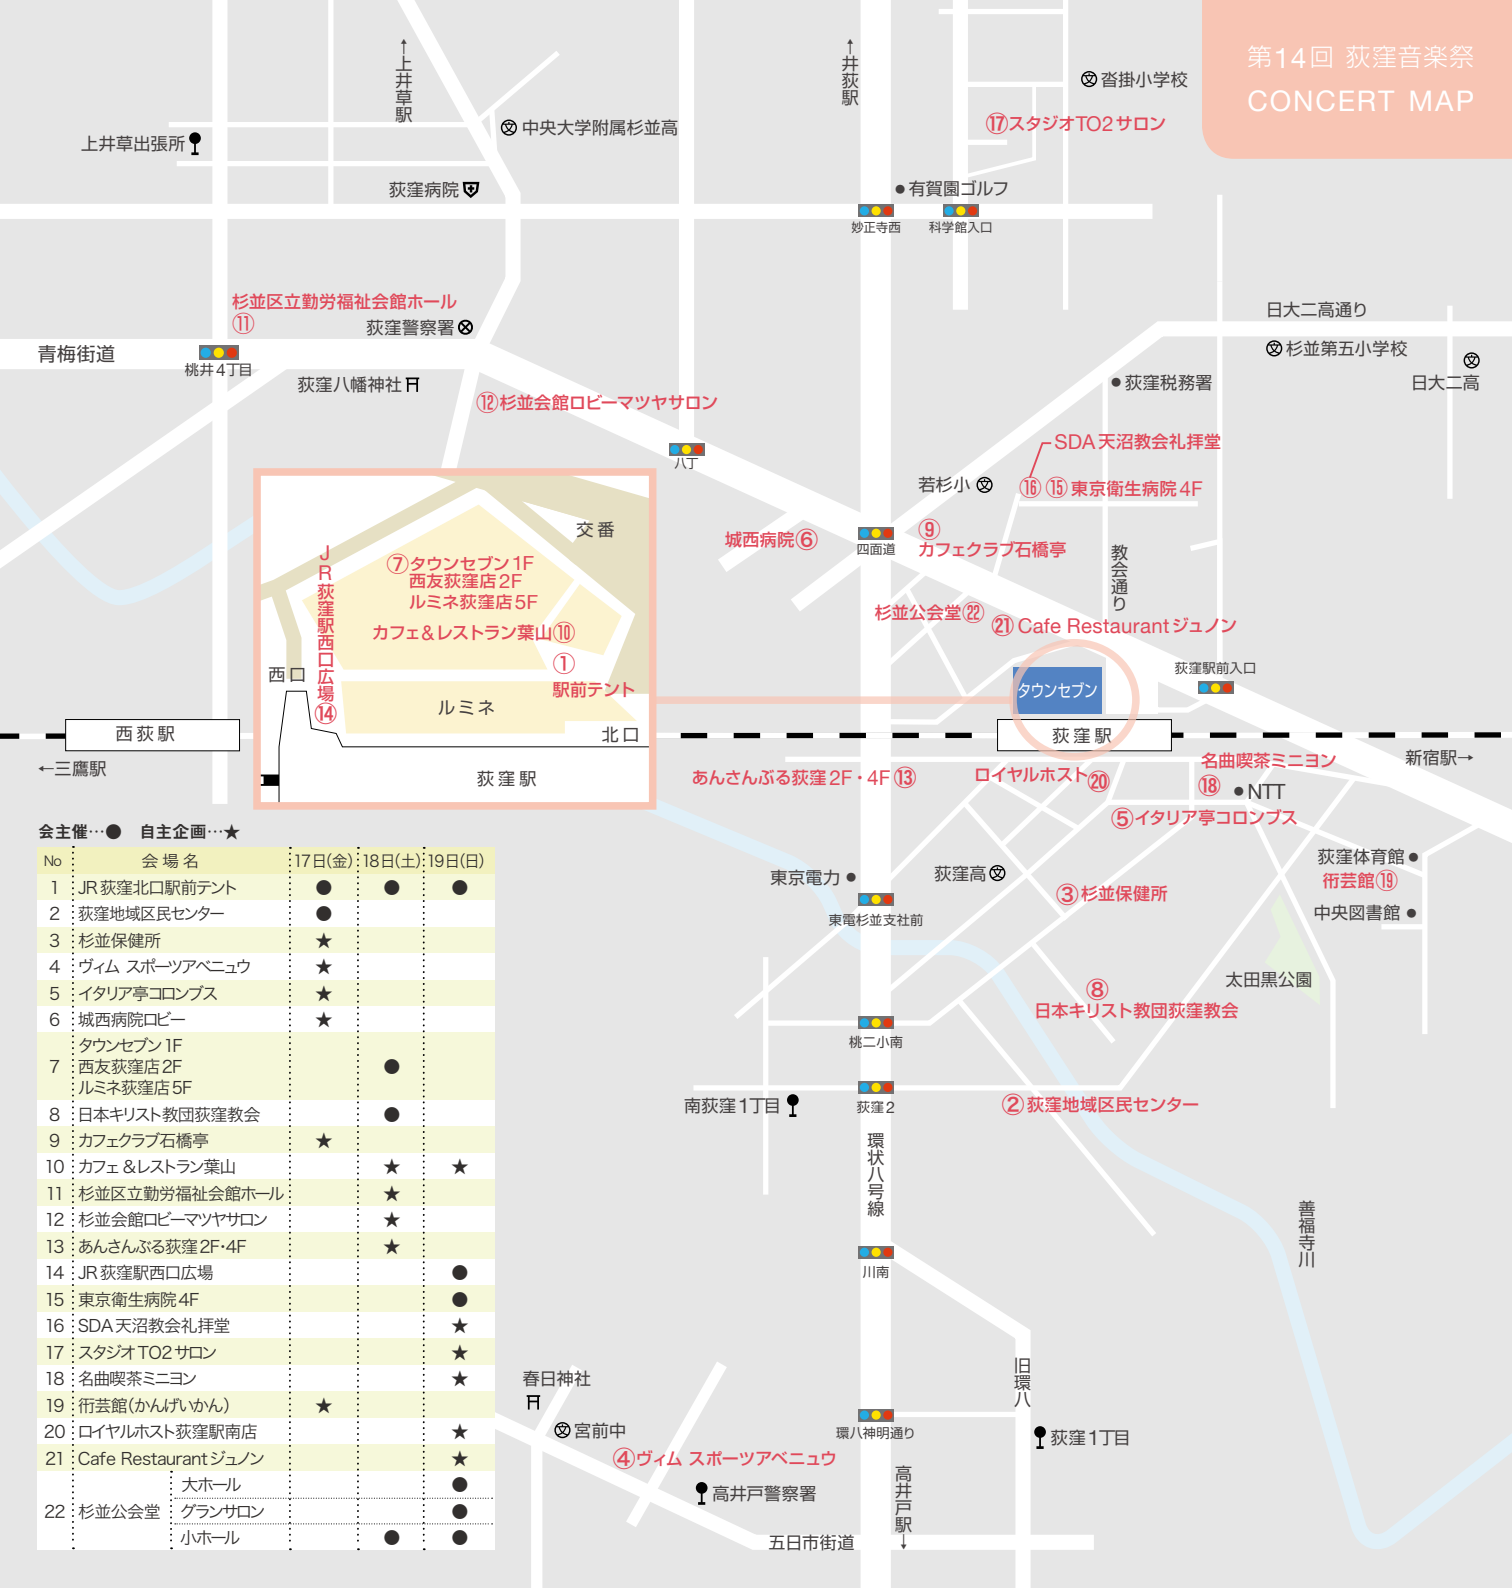 第14回 荻窪音楽祭
CONCERT MAP
↑上井草駅
↑井荻駅
㊆沓掛小学校
⑰スタジオTO2サロン
上井草出張所
㊆中央大学附属杉並高
荻窪病院
●有賀園ゴルフ
妙正寺西
科学館入口
杉並区立勤労福祉会館ホール
⑪
荻窪警察署
青梅街道
桃井4丁目
荻窪八幡神社
日大二高通り
杉並第五小学校
日大二高
●荻窪税務署
⑫杉並会館ロビーマツヤサロン
八丁
SDA天沼教会礼拝堂
⑯ ⑮東京衛生病院4F
若杉小
城西病院⑥
四面道
⑨
カフェクラブ石橋亭
教会通り
杉並公会堂㉒
㉑Cafe Restaurantジュノン
荻窪駅前入口
タウンセブン
交番
⑦タウンセブン1F
西友荻窪店2F
ルミネ荻窪店5F
カフェ&レストラン葉山⑩
①
駅前テント
JR荻窪駅西口広場⑭
西口
ルミネ
北口
荻窪駅
西荻駅
←三鷹駅
荻窪駅
新宿駅→
あんさんぶる荻窪2F・4F⑬
ロイヤルホスト⑳
名曲喫茶ミニヨン
⑱
●NTT
⑤イタリア亭コロンブス
東京電力●
荻窪高
③杉並保健所
荻窪体育館●
衎芸館⑲
中央図書館●
東電杉並支社前
太田黒公園
⑧
日本キリスト教団荻窪教会
桃二小南
南荻窪1丁目
荻窪2
②荻窪地域区民センター
環状八号線
善福寺川
川南
旧環八
春日神社
宮前中
環八神明通り
④ヴィム スポーツアベニュウ
荻窪1丁目
高井戸警察署
高井戸駅↓
五日市街道
会主催…● 自主企画…★
No 会場名 17日(金) 18日(土) 19日(日)
1 JR荻窪北口駅前テント ● ● ●
2 荻窪地域区民センター ●
3 杉並保健所 ★
4 ヴィム スポーツアベニュウ ★
5 イタリア亭コロンブス ★
6 城西病院ロビー ★
7 タウンセブン1F
西友荻窪店2F ●
ルミネ荻窪店5F
8 日本キリスト教団荻窪教会 ●
9 カフェクラブ石橋亭 ★
10 カフェ&レストラン葉山 ★ ★
11 杉並区立勤労福祉会館ホール ★
12 杉並会館ロビーマツヤサロン ★
13 あんさんぶる荻窪2F・4F ★
14 JR荻窪駅西口広場 ●
15 東京衛生病院4F ●
16 SDA天沼教会礼拝堂 ★
17 スタジオTO2サロン ★
18 名曲喫茶ミニヨン ★
19 衎芸館(かんげいかん) ★
20 ロイヤルホスト荻窪駅南店 ★
21 Cafe Restaurantジュノン ★
大ホール ●
22 杉並公会堂 グランサロン ●
小ホール ● ●